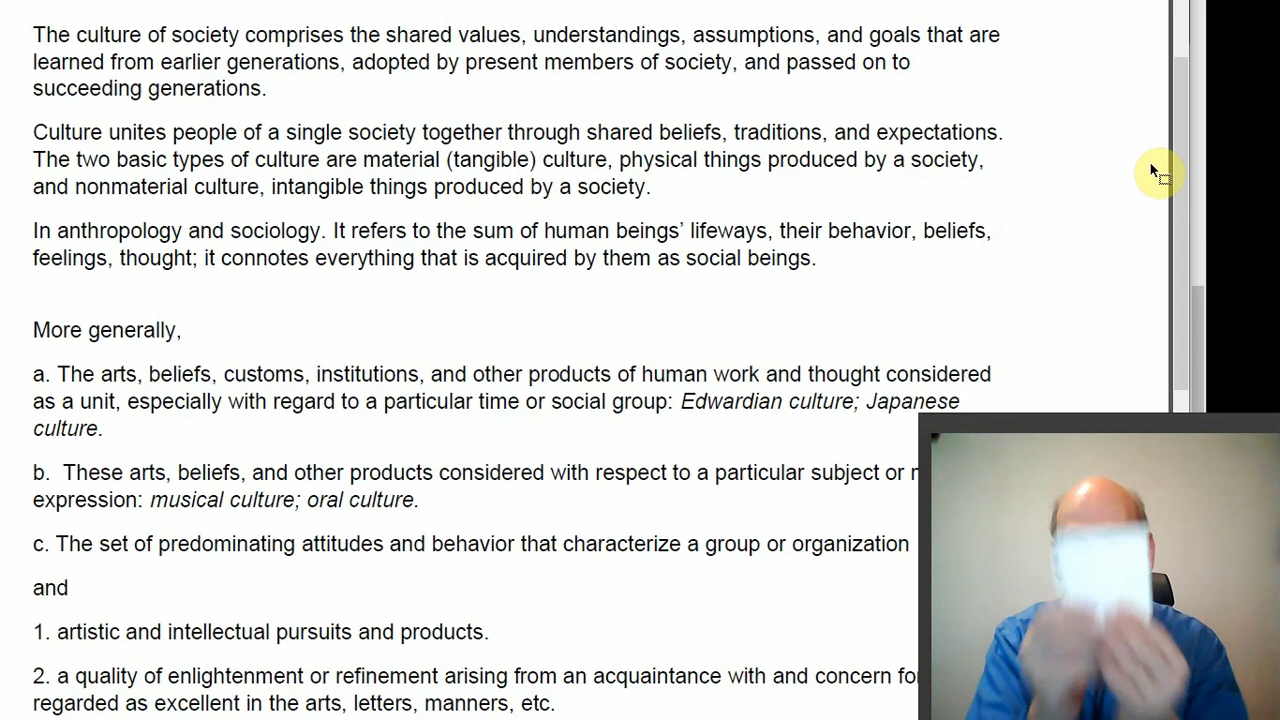 The culture of society comprises the shared values, understandings, assumptions, and goals that are
learned from earlier generations, adopted by present members of society, and passed on to
succeeding generations.
Culture unites people of a single society together through shared beliefs, traditions, and expectations.
The two basic types of culture are material (tangible) culture, physical things produced by a society,
and nonmaterial culture, intangible things produced by a society.
In anthropology and sociology. It refers to the sum of human beings’ lifeways, their behavior, beliefs,
feelings, thought; it connotes everything that is acquired by them as social beings.
More generally,
a. The arts, beliefs, customs, institutions, and other products of human work and thought considered
as a unit, especially with regard to a particular time or social group: Edwardian culture; Japanese
culture.
b. These arts, beliefs, and other products considered with respect to a particular subject or
expression: musical culture; oral culture.
c. The set of predominating attitudes and behavior that characterize a group or organization
and
1. artistic and intellectual pursuits and products.
2. a quality of enlightenment or refinement arising from an acquaintance with and concern
regarded as excellent in the arts, letters, manners, etc.